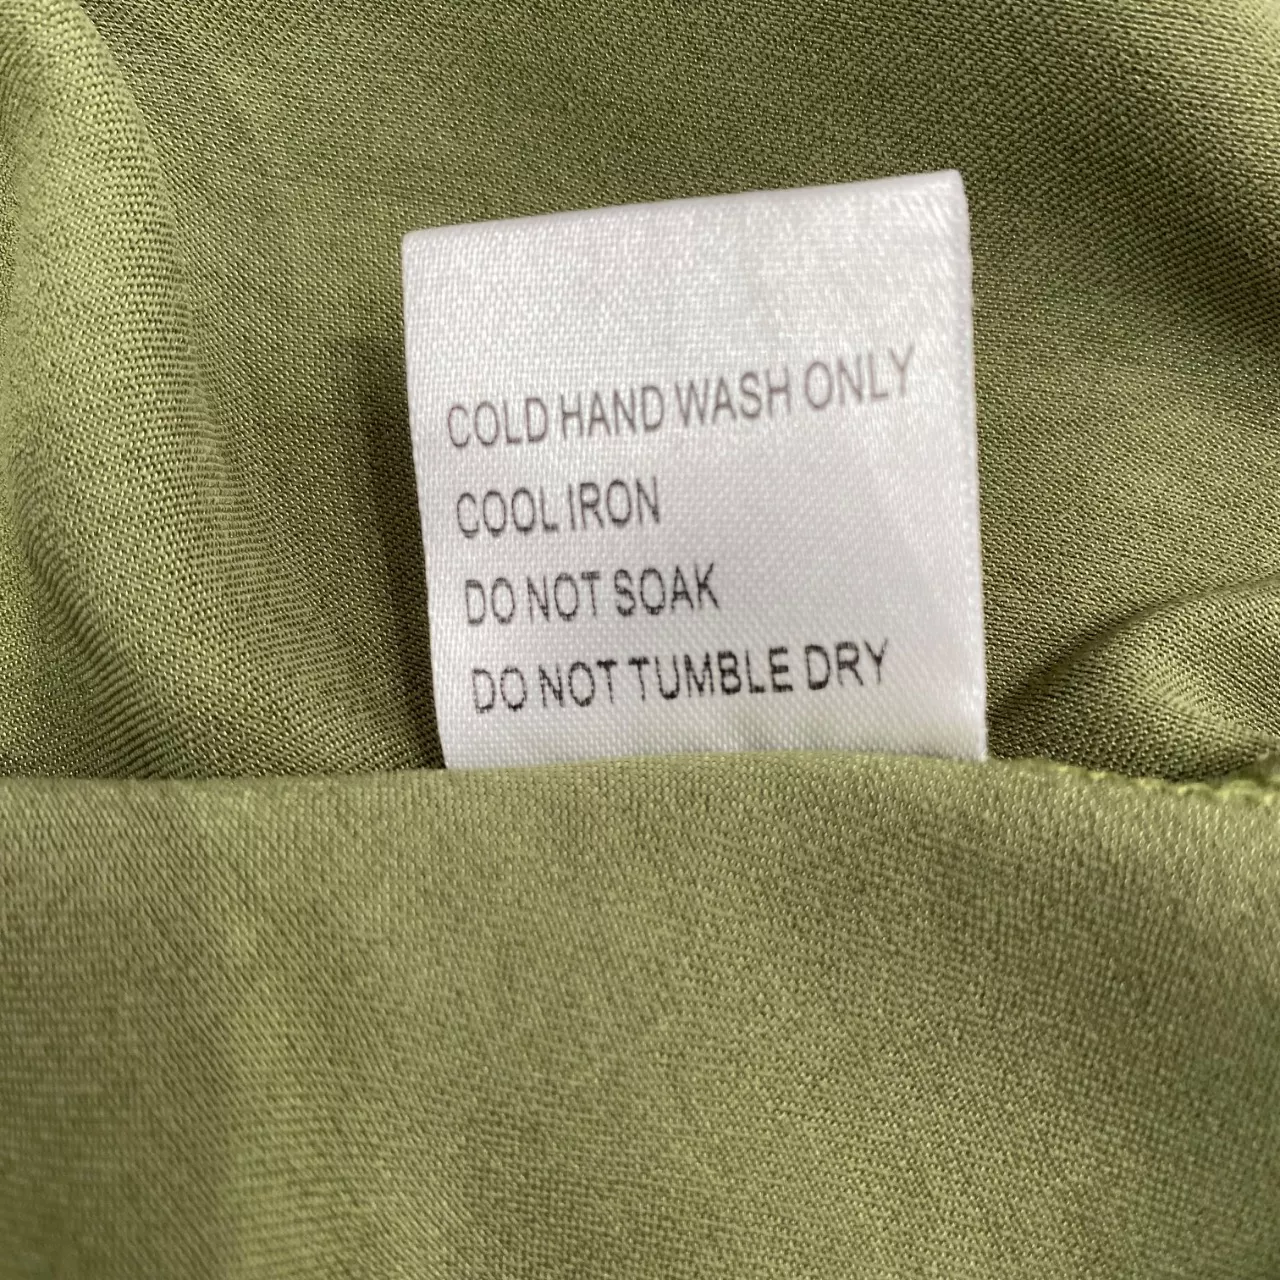 COLD HAND WASH ONLY
COOL IRON
DO NOT SOAK
DO NOT TUMBLE DRY